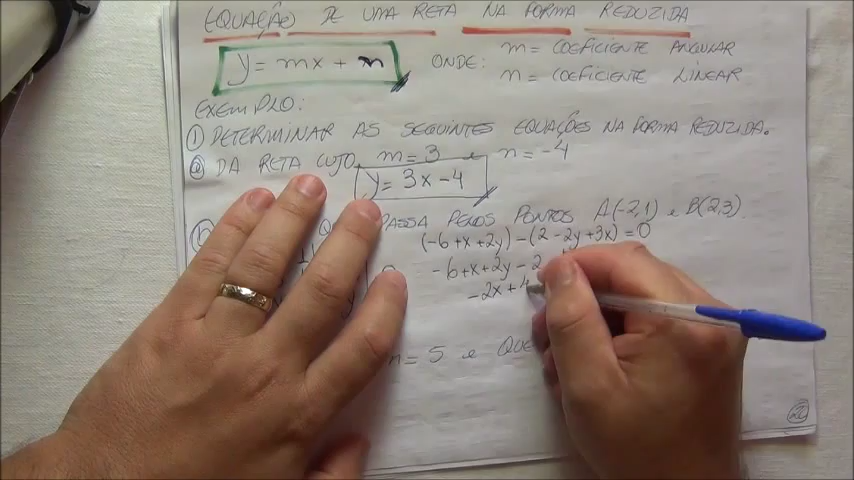 EQUAÇÃO DE UMA RETA NA FORMA REDUZIDA
y = mx + n ONDE: m = COEFICIENTE ANGULAR
n = COEFICIENTE LINEAR
EXEMPLO:
① DETERMINAR AS SEGUINTES EQUAÇÕES NA FORMA REDUZIDA.
ⓐ DA RETA CUJO m = 3 e n = -4
y = 3x - 4
PASSA PELOS PONTOS A(-2,1) e B(2,3)
(-6+x+2y) - (2-2y+3x) = 0
-6+x+2y-2
-2x+4
n = 5 e QUE
22